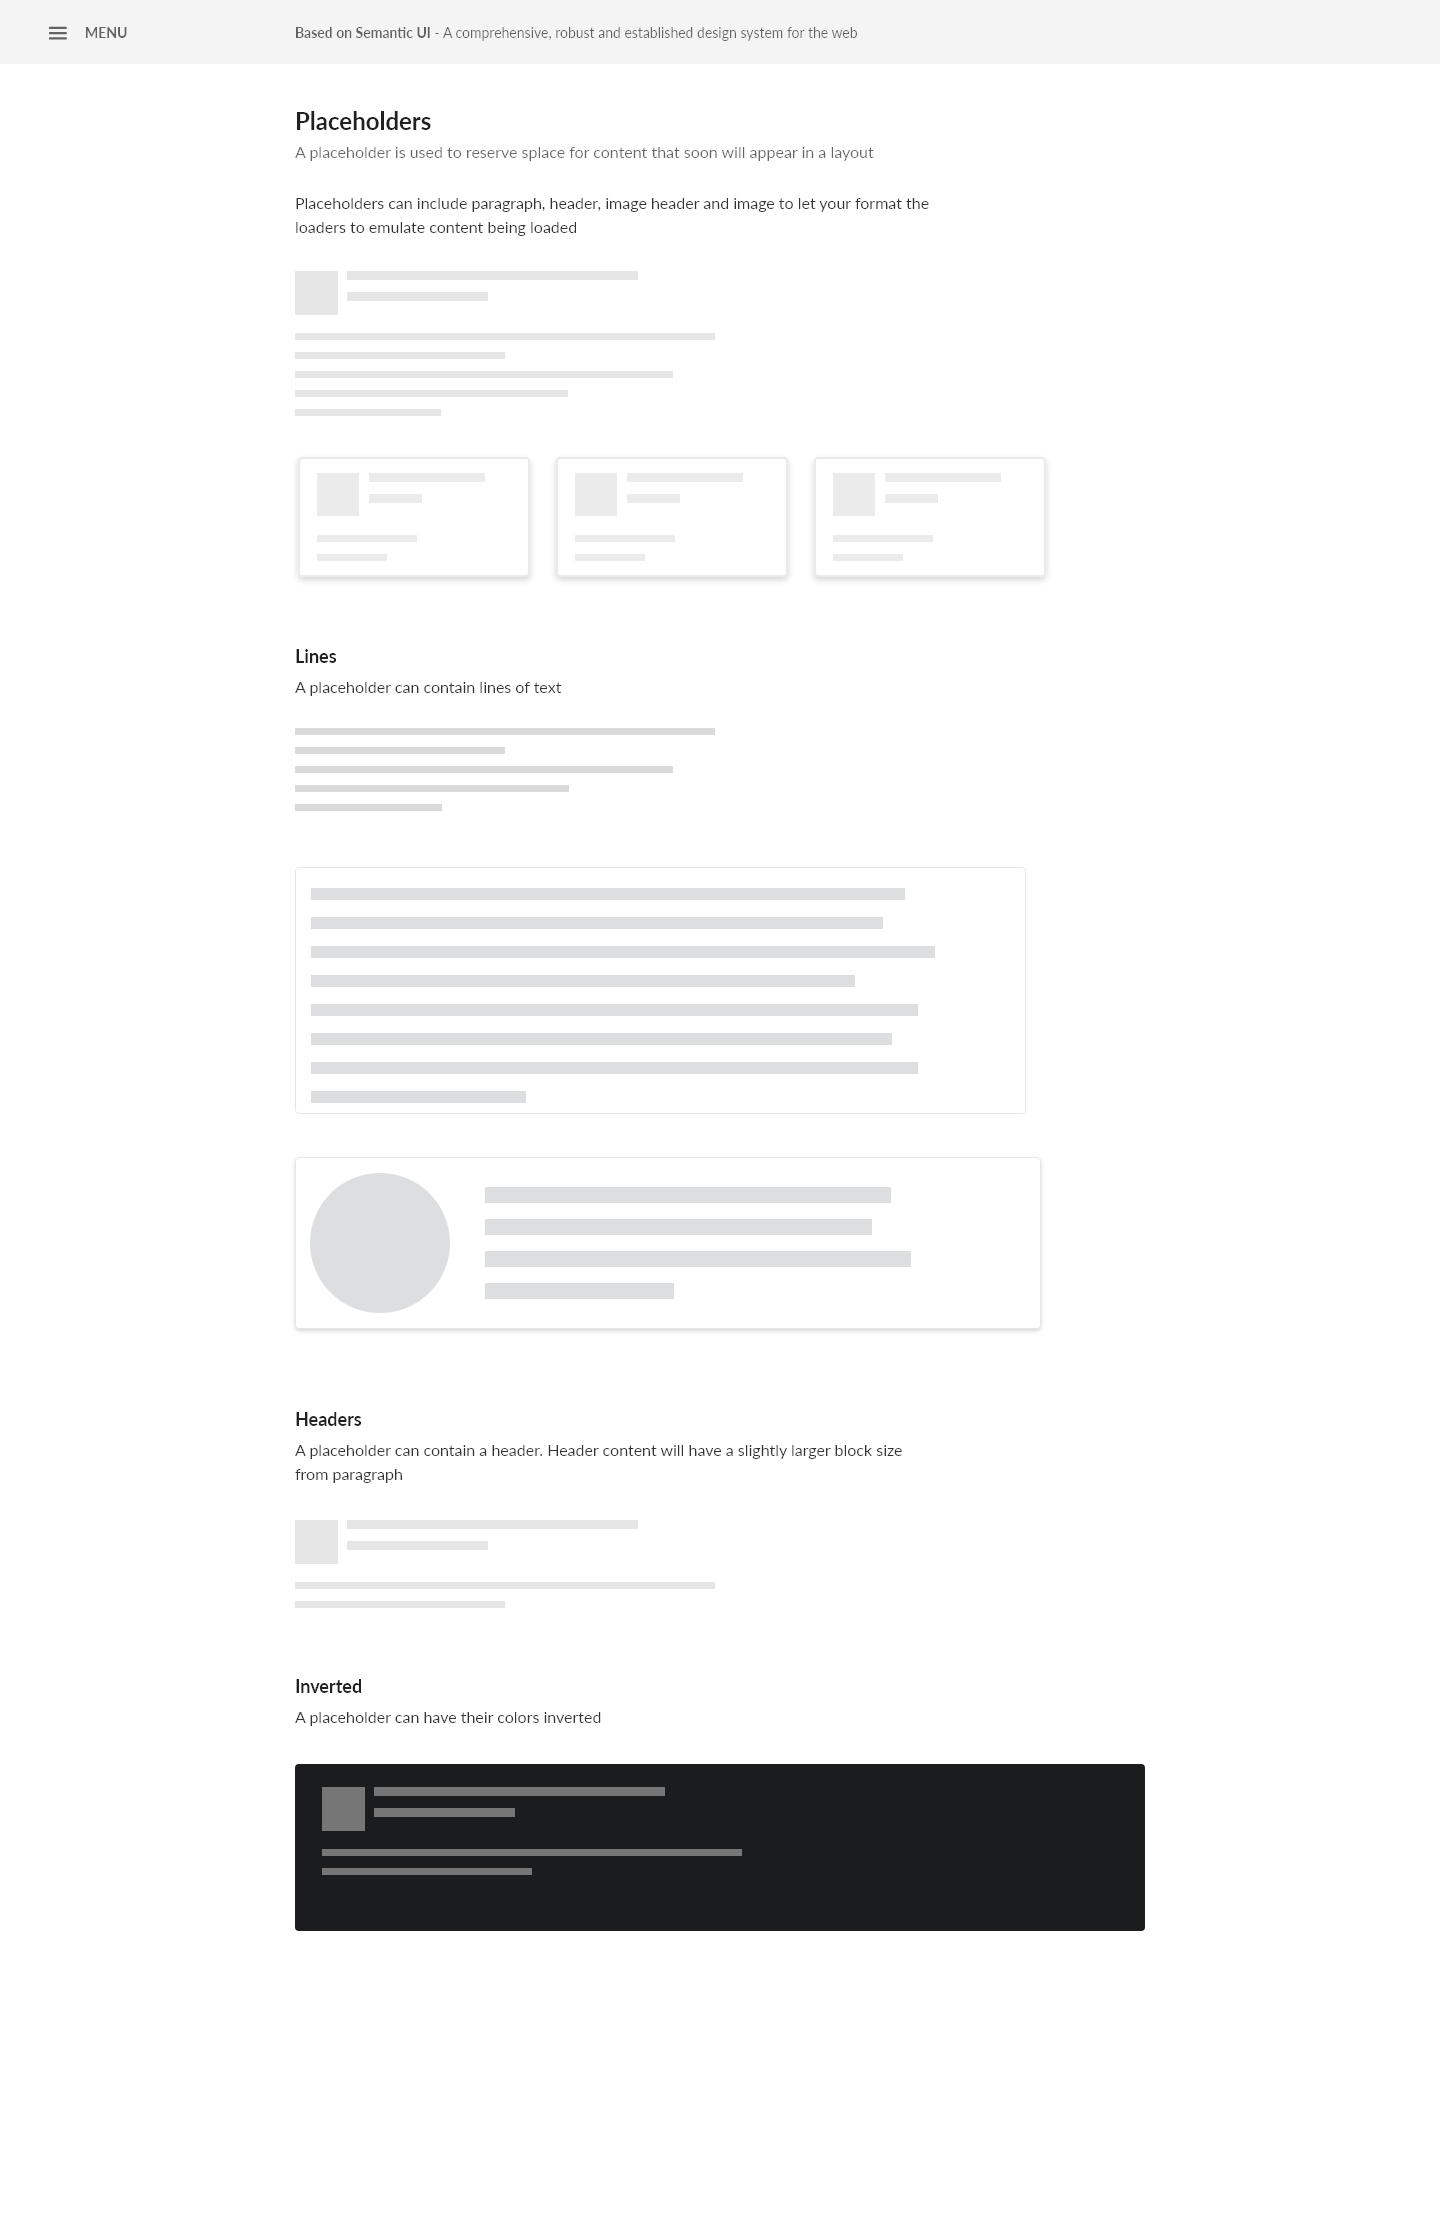 MENU
Based on Semantic UI - A comprehensive, robust and established design system for the web
Placeholders
A placeholder is used to reserve splace for content that soon will appear in a layout
Placeholders can include paragraph, header, image header and image to let your format the
loaders to emulate content being loaded
Lines
A placeholder can contain lines of text
Headers
A placeholder can contain a header. Header content will have a slightly larger block size
from paragraph
Inverted
A placeholder can have their colors inverted